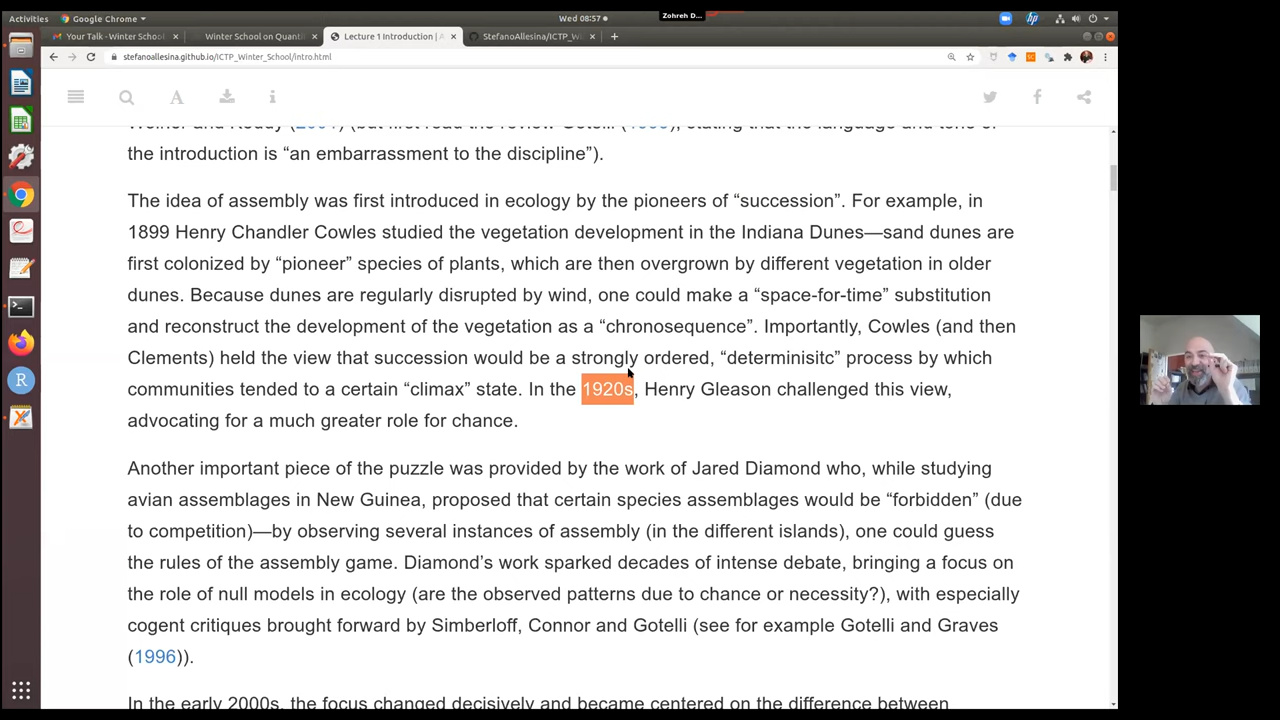 Activities
Google Chrome
Wed 08:57
Zohreh D...
Your Talk - Winter School
Winter School on Quanti
Lecture 1 Introduction | A
StefanoAllesina/ICTP_Wi
stefanoallesina.github.io/ICTP_Winter_School/intro.html
the introduction is “an embarrassment to the discipline”).
The idea of assembly was first introduced in ecology by the pioneers of “succession”. For example, in
1899 Henry Chandler Cowles studied the vegetation development in the Indiana Dunes—sand dunes are
first colonized by “pioneer” species of plants, which are then overgrown by different vegetation in older
dunes. Because dunes are regularly disrupted by wind, one could make a “space-for-time” substitution
and reconstruct the development of the vegetation as a “chronosequence”. Importantly, Cowles (and then
Clements) held the view that succession would be a strongly ordered, “determinisitc” process by which
communities tended to a certain “climax” state. In the 1920s, Henry Gleason challenged this view,
advocating for a much greater role for chance.
Another important piece of the puzzle was provided by the work of Jared Diamond who, while studying
avian assemblages in New Guinea, proposed that certain species assemblages would be “forbidden” (due
to competition)—by observing several instances of assembly (in the different islands), one could guess
the rules of the assembly game. Diamond’s work sparked decades of intense debate, bringing a focus on
the role of null models in ecology (are the observed patterns due to chance or necessity?), with especially
cogent critiques brought forward by Simberloff, Connor and Gotelli (see for example Gotelli and Graves
(1996)).
In the early 2000s, the focus changed decisively and became centered on the difference between